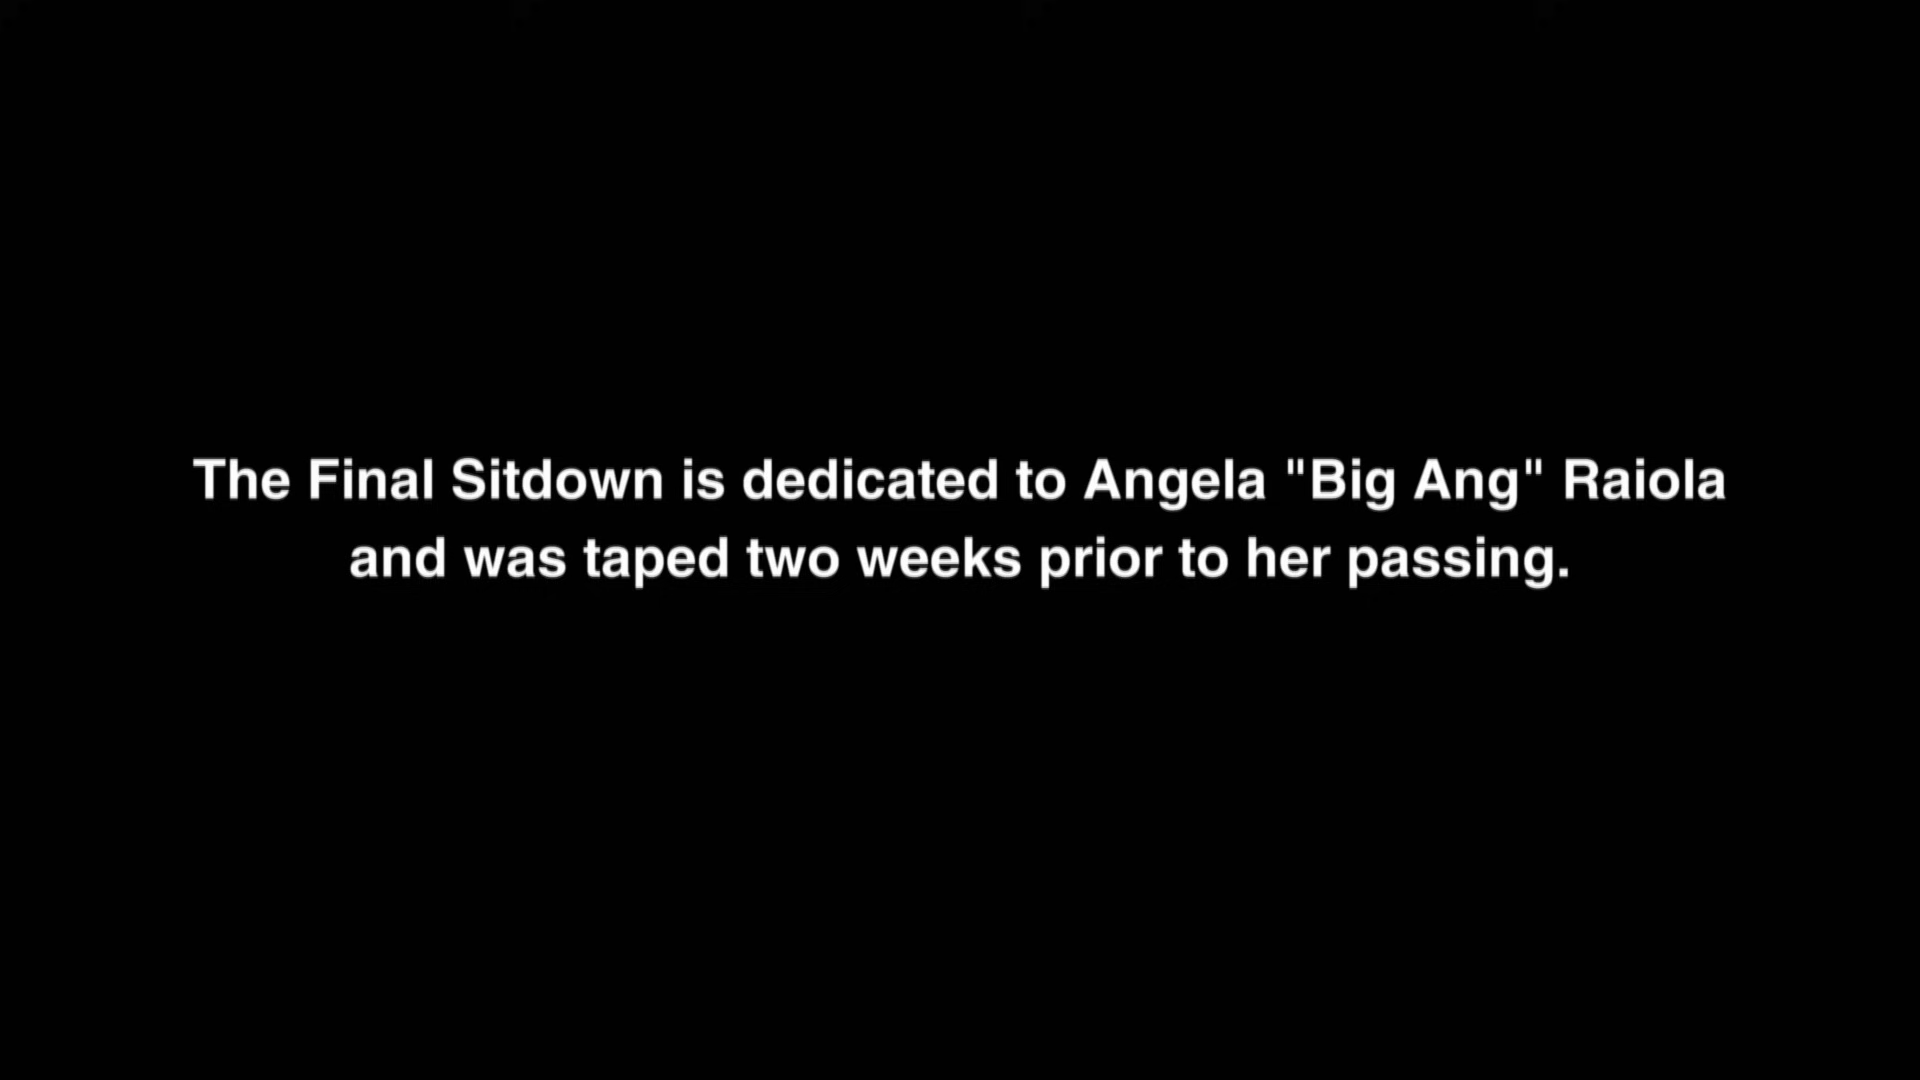 The Final Sitdown is dedicated to Angela "Big Ang" Raiola
and was taped two weeks prior to her passing.